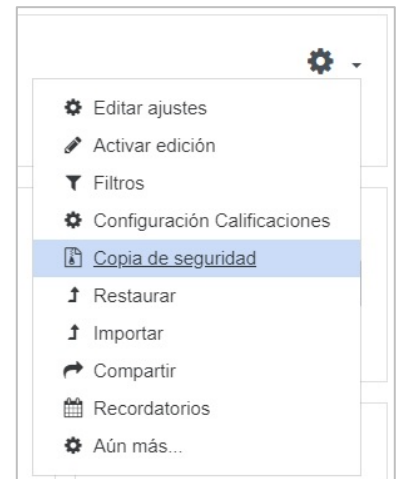 Editar ajustes
Activar edición
Filtros
Configuración Calificaciones
Copia de seguridad
Restaurar
Importar
Compartir
Recordatorios
Aún más...